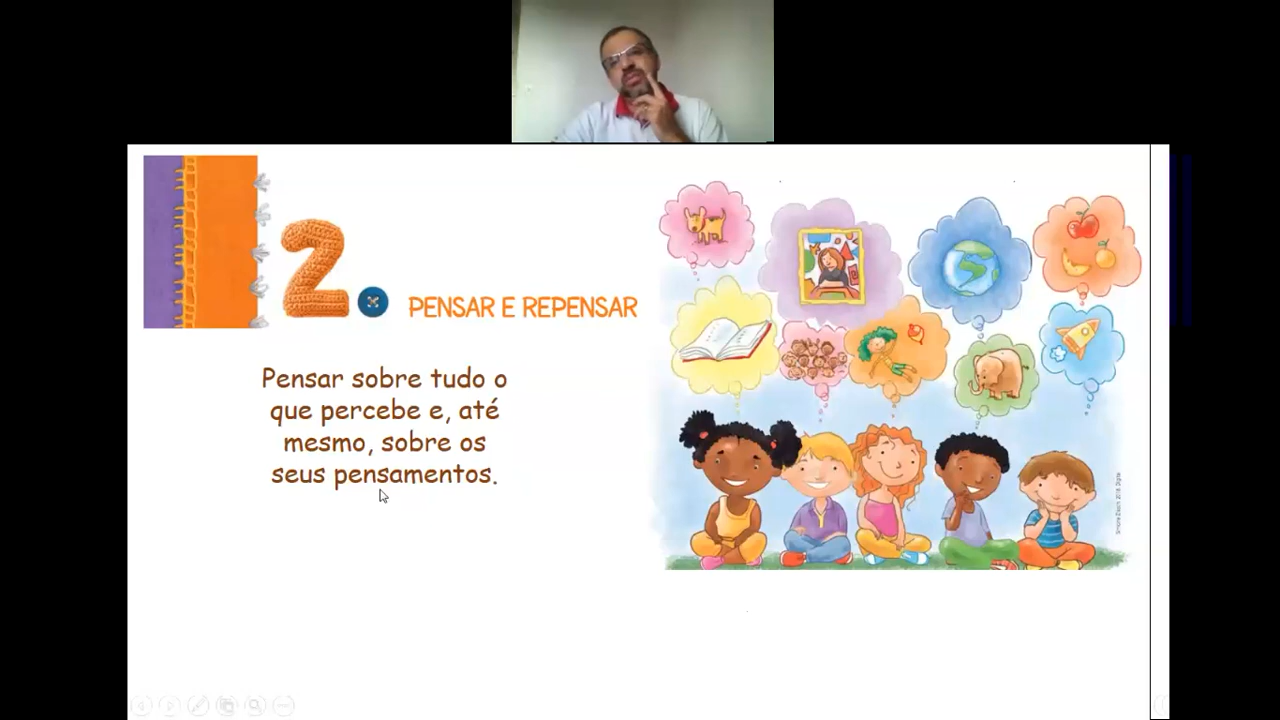 2.
PENSAR E REPENSAR
Pensar sobre tudo o
que percebe e, até
mesmo, sobre os
seus pensamentos.